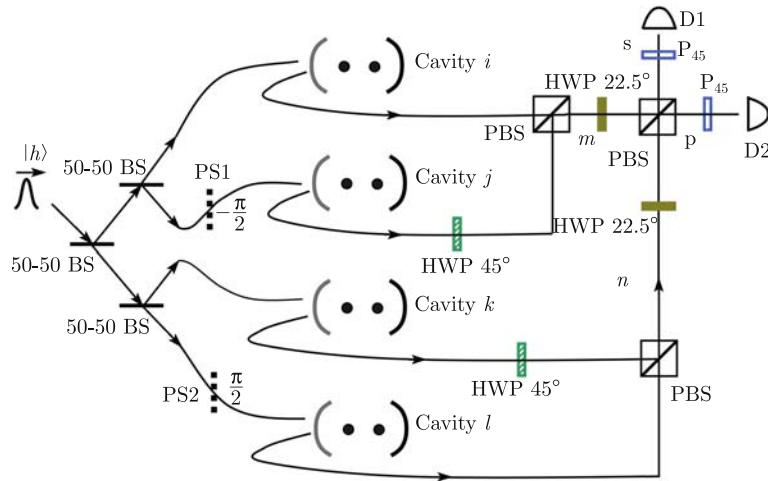 D1
s
P45
Cavity i
HWP 22.5°
P45
|h⟩
50-50 BS
PS1
PBS
m
PBS
p
D2
-π/2
Cavity j
HWP 22.5°
50-50 BS
HWP 45°
n
50-50 BS
Cavity k
HWP 45°
PBS
PS2
π/2
Cavity l